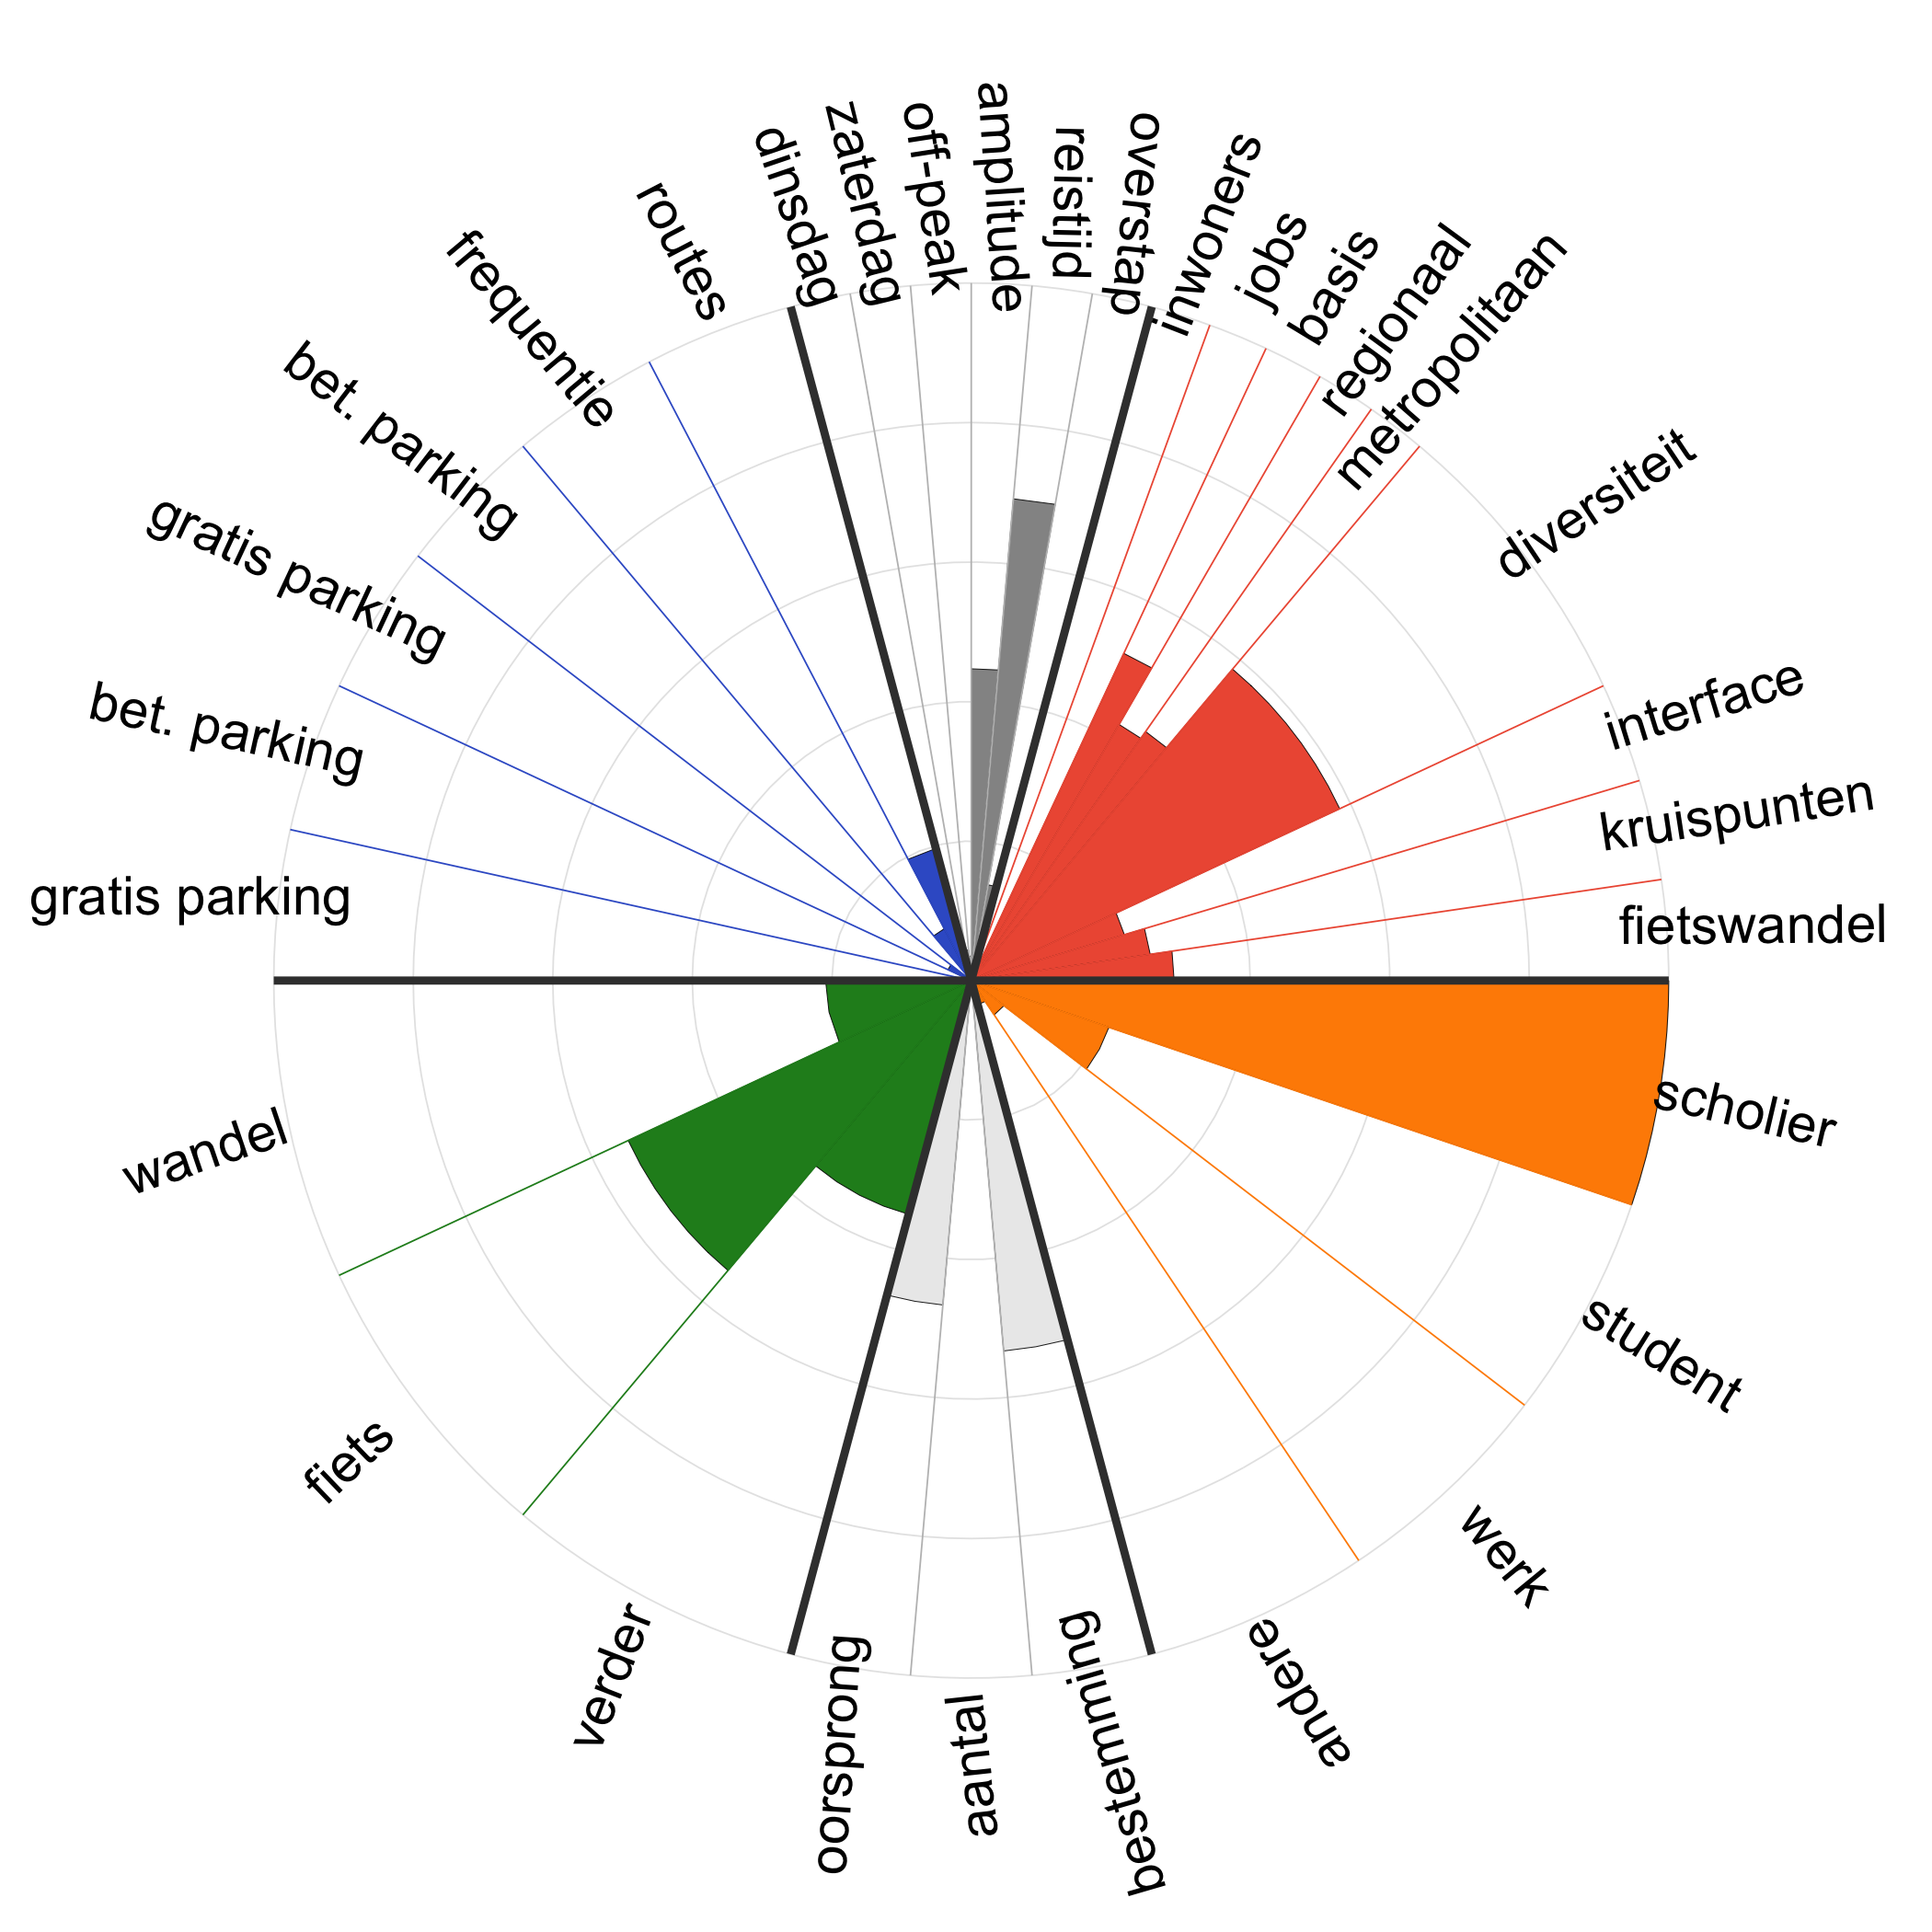 dinsdag
zaterdag
off-peak
amplitude
reistijd
overstap
inwoners
jobs
basis
regionaal
metropolitaan
diversiteit
interface
kruispunten
fietswandel
scholier
student
werk
andere
bestemming
aantal
oorsprong
verder
fiets
wandel
gratis parking
bet. parking
gratis parking
bet. parking
frequentie
routes